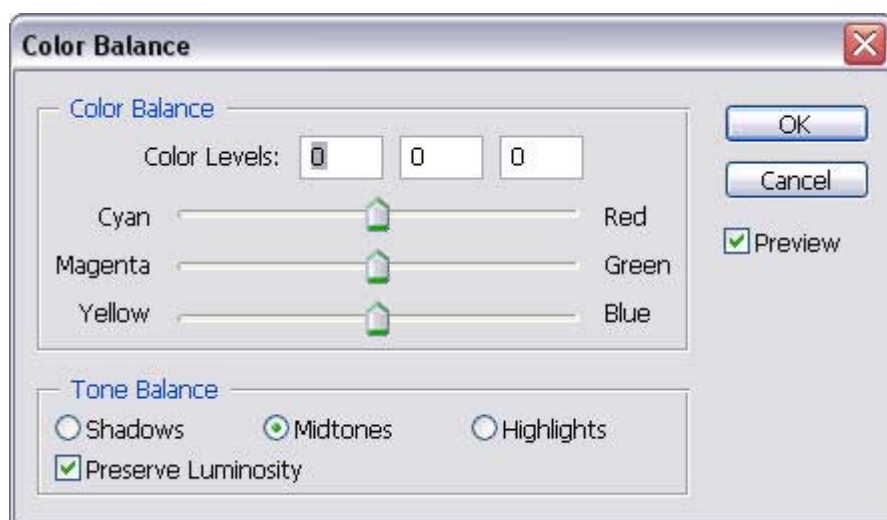 Color Balance
Color Balance
Color Levels: 0 0 0
Cyan Red
Magenta Green
Yellow Blue
OK
Cancel
Preview
Tone Balance
Shadows Midtones Highlights
Preserve Luminosity